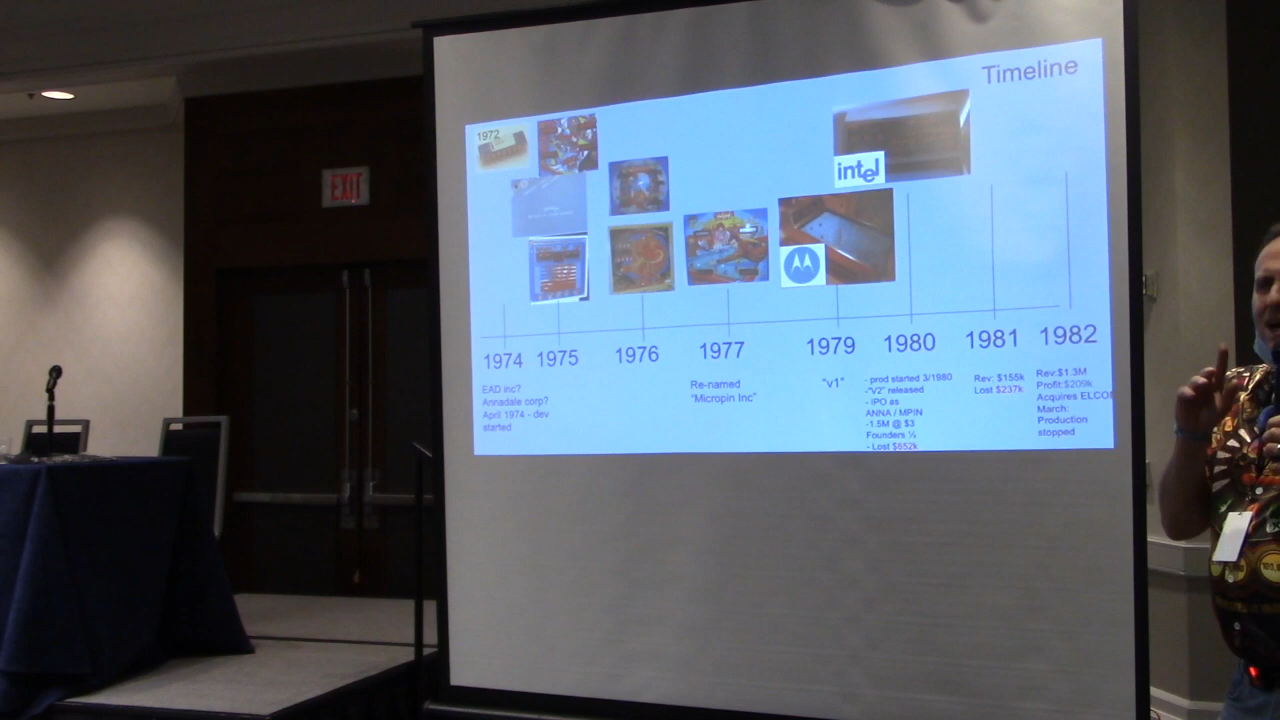 EXIT
Timeline
1972
intel
1974
1975
1976
1977
1979
1980
1981
1982
EAD inc?
Annadale corp?
April 1974 - dev
started
Re-named
"Micropin Inc"
"v1"
- prod started 3/1980
-"V2" released
- IPO as
ANNA / MPIN
-1.5M @ $3
Founders ⅓
- Lost $652k
Rev: $155k
Lost $237k
Rev:$1.3M
Profit:$209k
Acquires ELCON
March:
Production
stopped